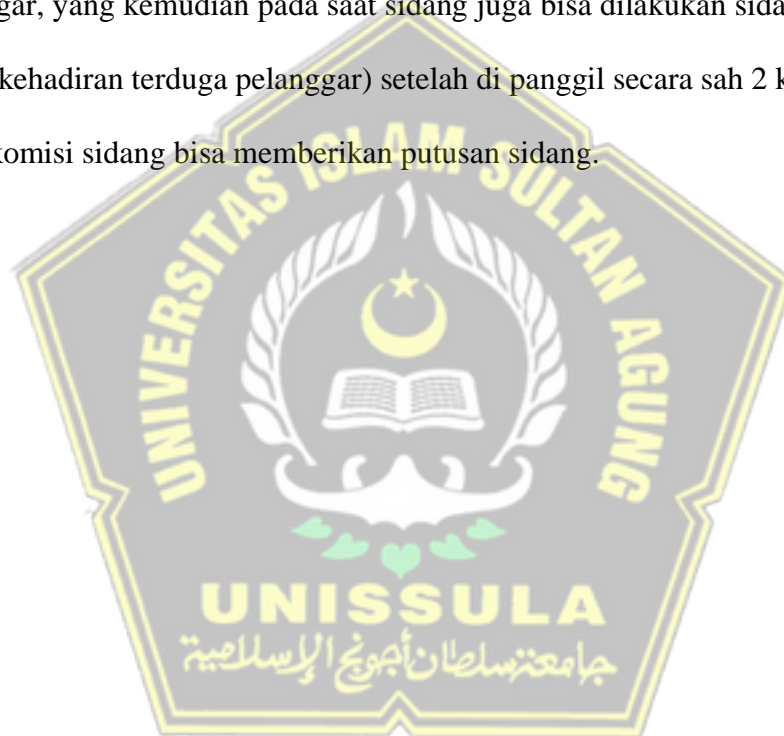 gar, yang kemudian pada saat sidang juga bisa dilakukan sida
kehadiran terduga pelanggar) setelah di panggil secara sah 2 k
komisi sidang bisa memberikan putusan sidang.
UNIVERSITAS ISLAM SULTAN AGUNG
UNISSULA
جامعة سلطان أجونج الإسلامية